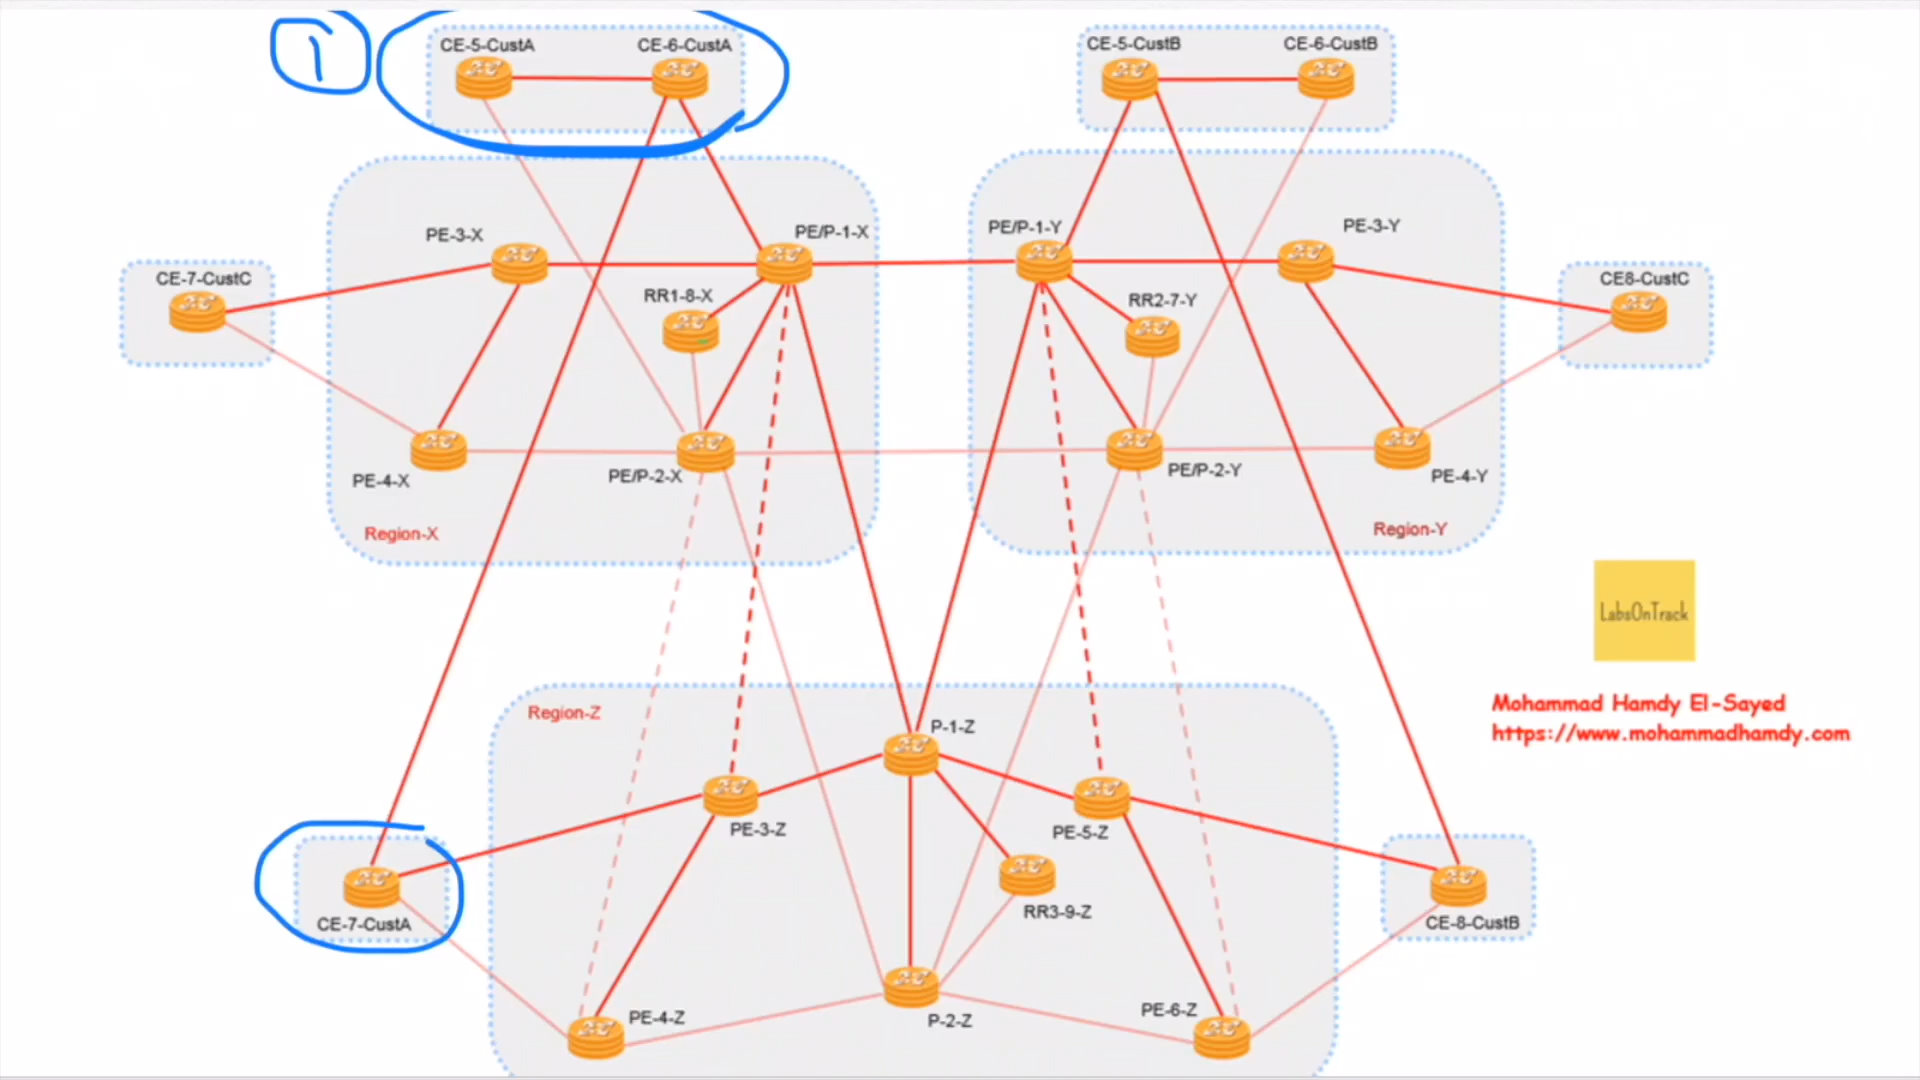 1
CE-5-CustA
CE-6-CustA
CE-5-CustB
CE-6-CustB
PE-3-X
PE/P-1-X
PE/P-1-Y
PE-3-Y
CE-7-CustC
RR1-8-X
RR2-7-Y
CE8-CustC
PE-4-X
PE/P-2-X
PE/P-2-Y
PE-4-Y
Region-X
Region-Y
LabsOnTrack
Region-Z
P-1-Z
Mohammad Hamdy El-Sayed
https://www.mohammadhamdy.com
PE-3-Z
PE-5-Z
CE-7-CustA
RR3-9-Z
CE-8-CustB
PE-4-Z
P-2-Z
PE-6-Z